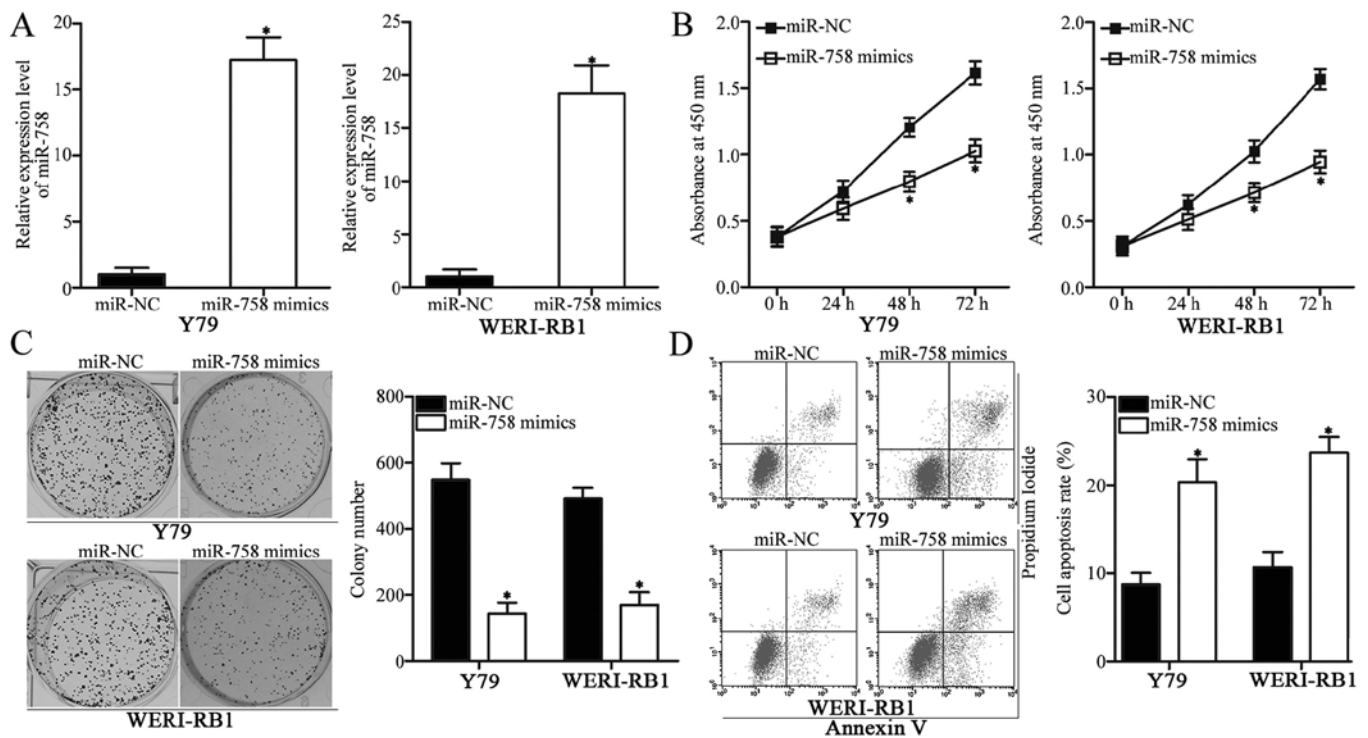 A
Relative expression level
of miR-758
20
15
10
5
0
*
miR-NC
miR-758 mimics
Y79
Relative expression level
of miR-758
25
20
15
10
5
0
*
miR-NC
miR-758 mimics
WERI-RB1
B
miR-NC
miR-758 mimics
Absorbance at 450 nm
2.0
1.5
1.0
0.5
0.0
*
*
0 h 24 h 48 h 72 h
Y79
miR-NC
miR-758 mimics
Absorbance at 450 nm
2.0
1.5
1.0
0.5
0.0
*
*
0 h 24 h 48 h 72 h
WERI-RB1
C
miR-NC miR-758 mimics
Y79
miR-NC miR-758 mimics
WERI-RB1
miR-NC
miR-758 mimics
Colony number
800
600
400
200
0
*
*
Y79 WERI-RB1
D
miR-NC miR-758 mimics
Y79
miR-NC miR-758 mimics
WERI-RB1
Annexin V
Propidium Iodide
miR-NC
miR-758 mimics
Cell apoptosis rate (%)
30
20
10
0
*
*
Y79 WERI-RB1